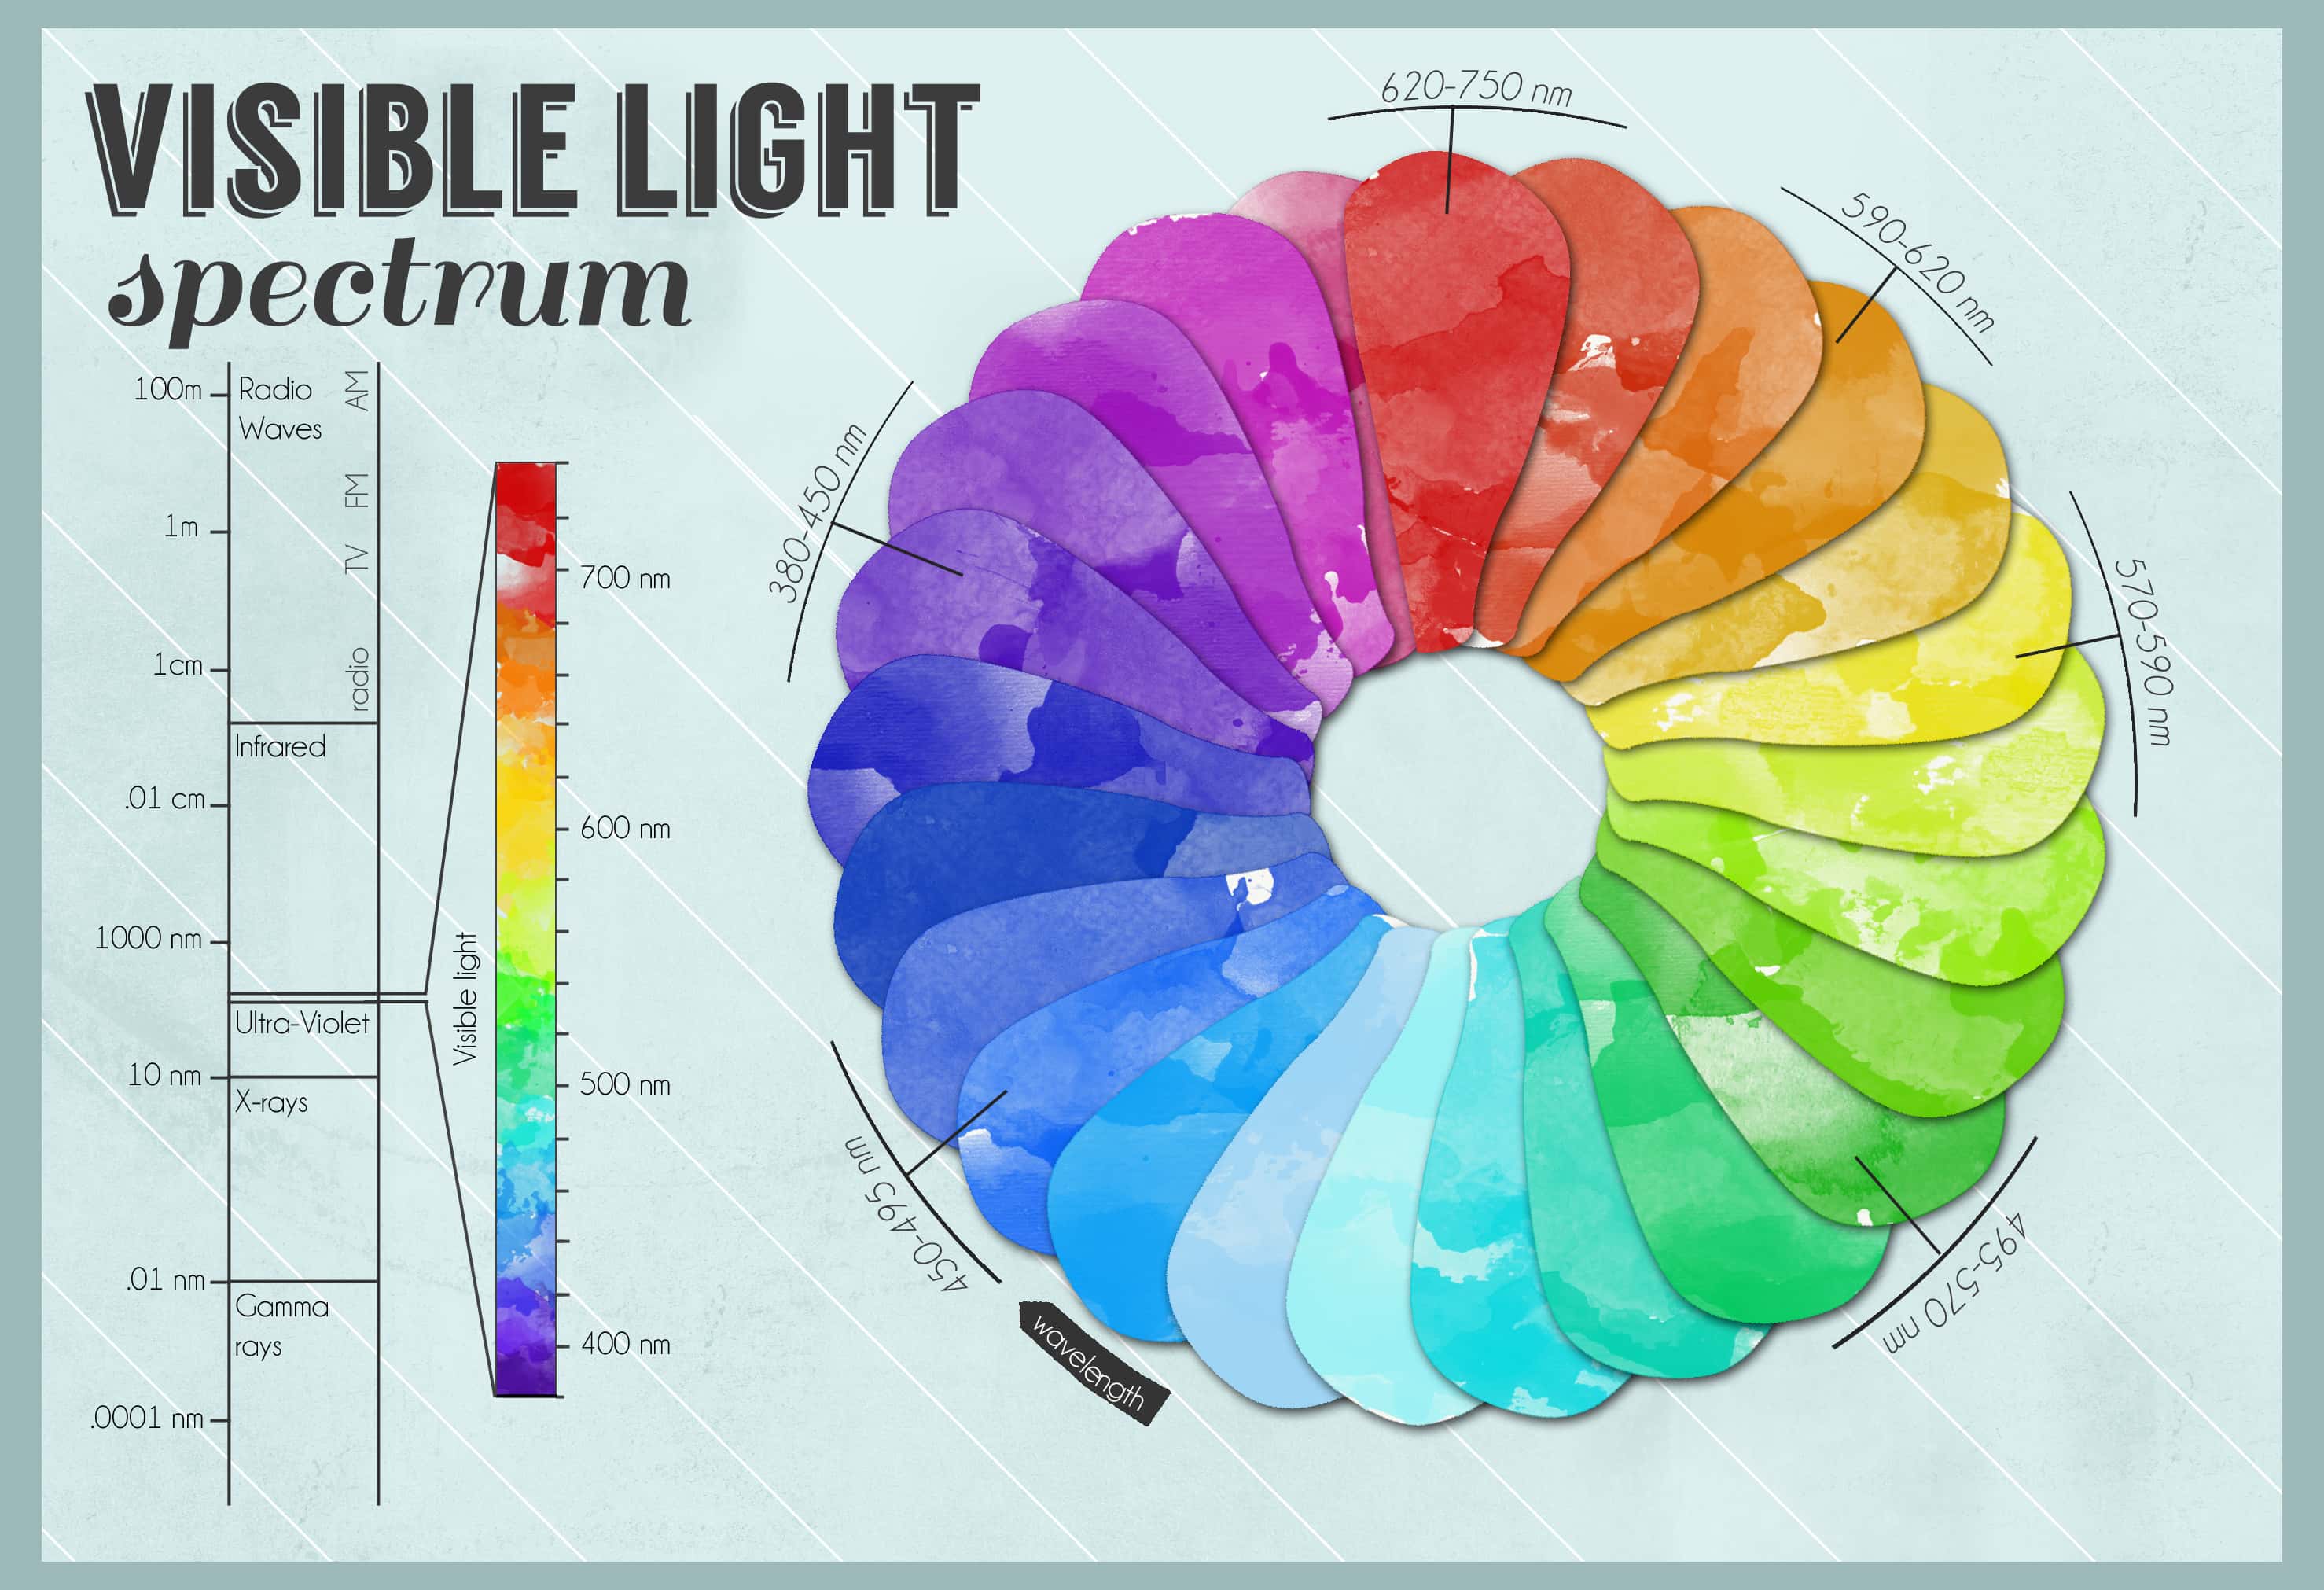 VISIBLE LIGHT
spectrum
100m
1m
1cm
.01 cm
1000 nm
10 nm
.01 nm
.0001 nm
Radio
Waves
AM
FM
TV
radio
Infrared
Ultra-Violet
X-rays
Gamma
rays
Visible light
700 nm
600 nm
500 nm
400 nm
620-750 nm
590-620 nm
570-590 nm
495-570 nm
450-495 nm
380-450 nm
wavelength